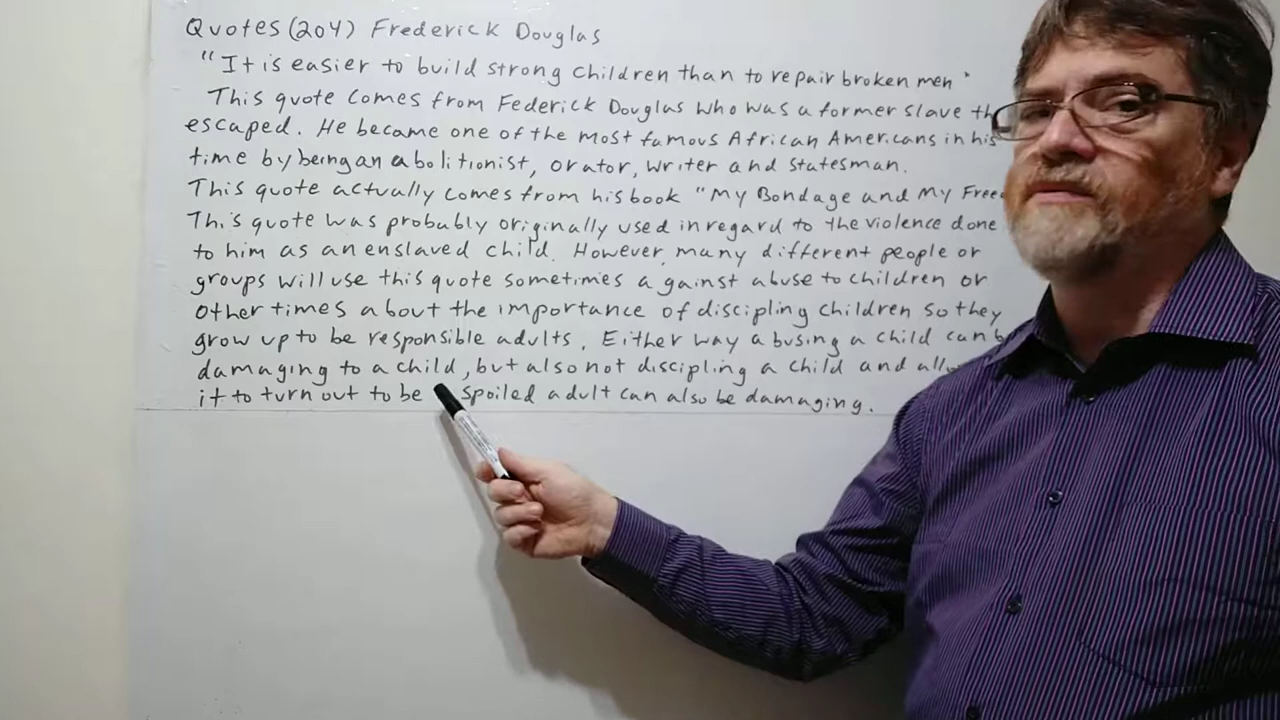 Quotes (204) Frederick Douglas
"It is easier to build strong children than to repair broken men"
This quote comes from Federick Douglas who was a former slave th
escaped. He became one of the most famous African Americans in his
time by being an abolitionist, orator, writer and statesman.
This quote actually comes from his book "My Bondage and My Free
This quote was probably originally used in regard to the violence done
to him as an enslaved child. However many different people or
groups will use this quote sometimes a gainst abuse to children or
other times about the importance of discipling children so they
grow up to be responsible adults. Either way abusing a child can b
damaging to a child, but also not discipling a child and all
it to turn out to be spoiled adult can also be damaging.